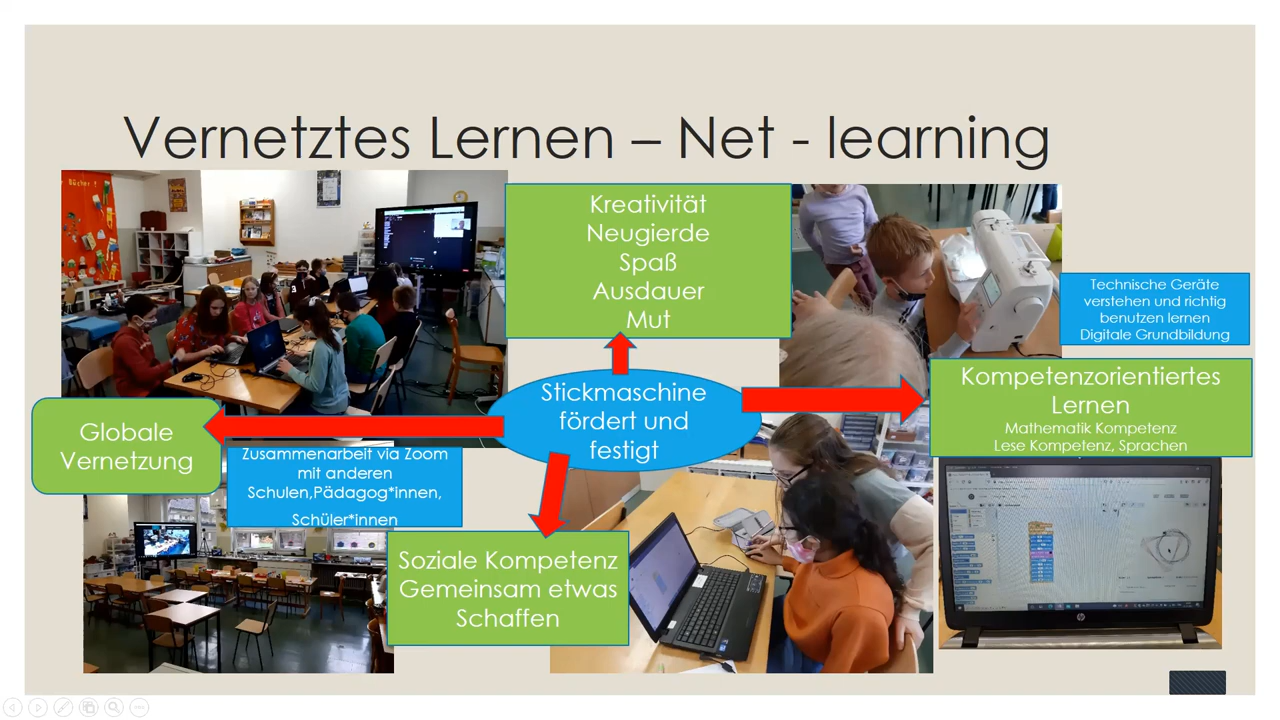 Vernetztes Lernen – Net - learning
Bücher !
Kreativität
Neugierde
Spaß
Ausdauer
Mut
Technische Geräte
verstehen und richtig
benutzen lernen
Digitale Grundbildung
Stickmaschine
fördert und
festigt
Kompetenzorientiertes
Lernen
Mathematik Kompetenz
Lese Kompetenz, Sprachen
Globale
Vernetzung
Zusammenarbeit via Zoom
mit anderen
Schulen,Pädagog*innen,
Schüler*innen
Soziale Kompetenz
Gemeinsam etwas
Schaffen
hp